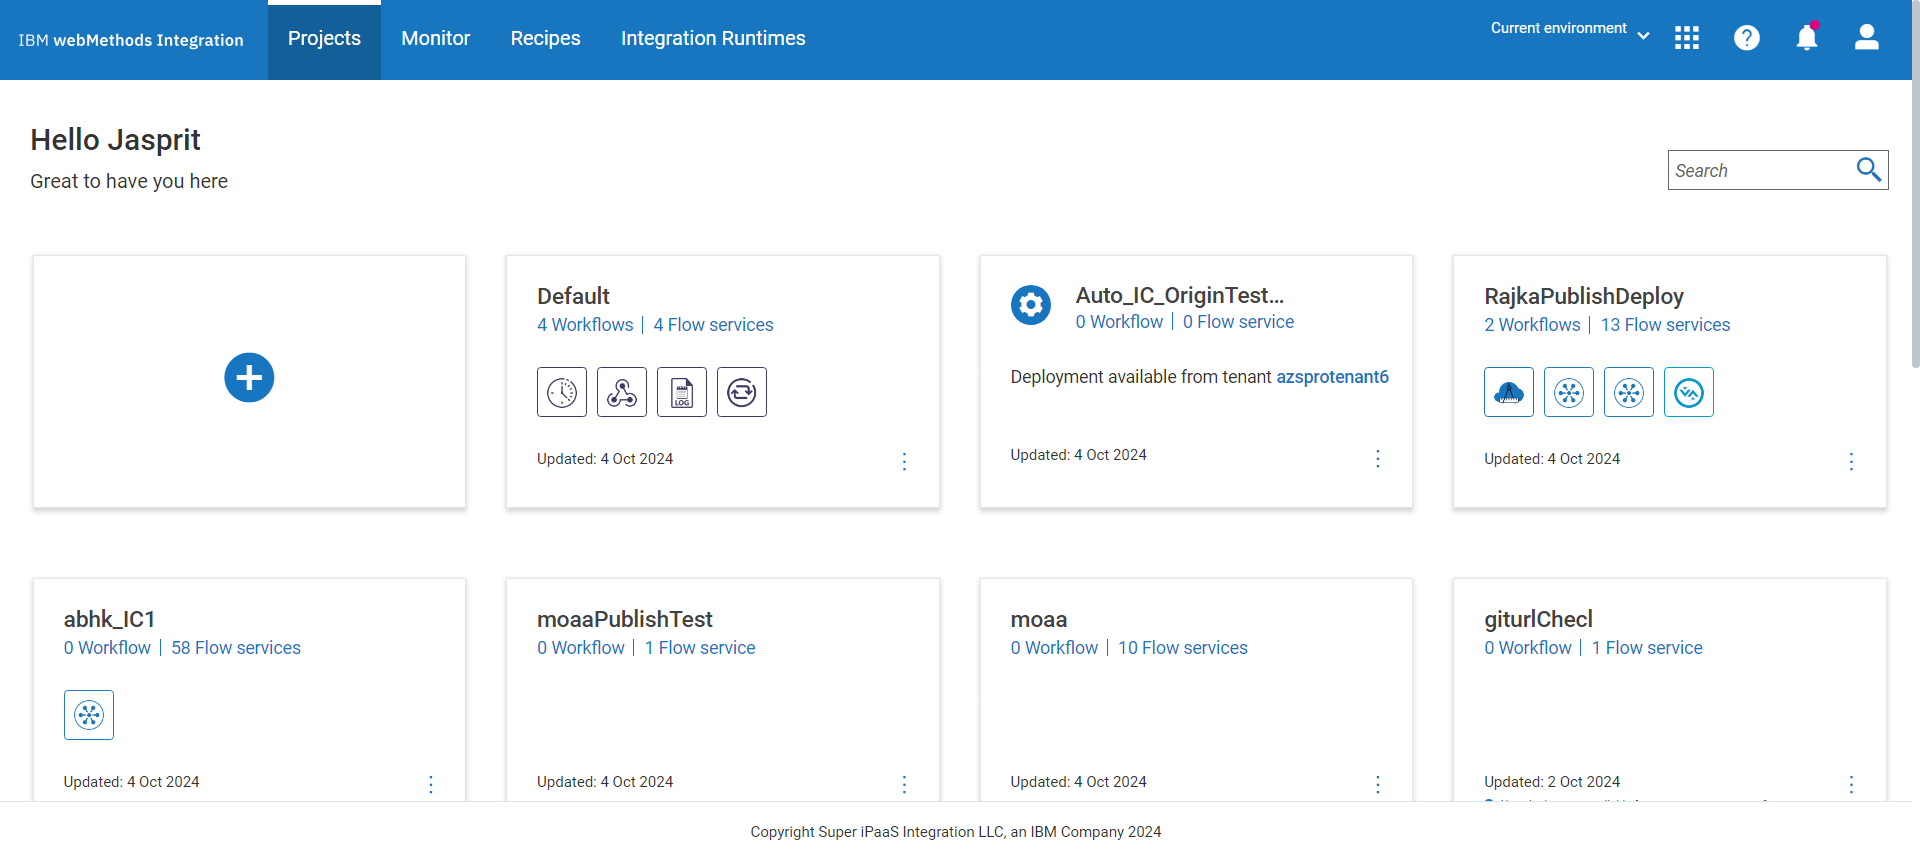 IBM webMethods Integration
Projects
Monitor
Recipes
Integration Runtimes
Current environment
Hello Jasprit
Great to have you here
Search
Default
4 Workflows | 4 Flow services
LOG
Updated: 4 Oct 2024
Auto_IC_OriginTest...
0 Workflow | 0 Flow service
Deployment available from tenant azsprotenant6
Updated: 4 Oct 2024
RajkaPublishDeploy
2 Workflows | 13 Flow services
Updated: 4 Oct 2024
abhk_IC1
0 Workflow | 58 Flow services
Updated: 4 Oct 2024
moaaPublishTest
0 Workflow | 1 Flow service
Updated: 4 Oct 2024
moaa
0 Workflow | 10 Flow services
Updated: 4 Oct 2024
giturlChecl
0 Workflow | 1 Flow service
Updated: 2 Oct 2024
Copyright Super iPaaS Integration LLC, an IBM Company 2024